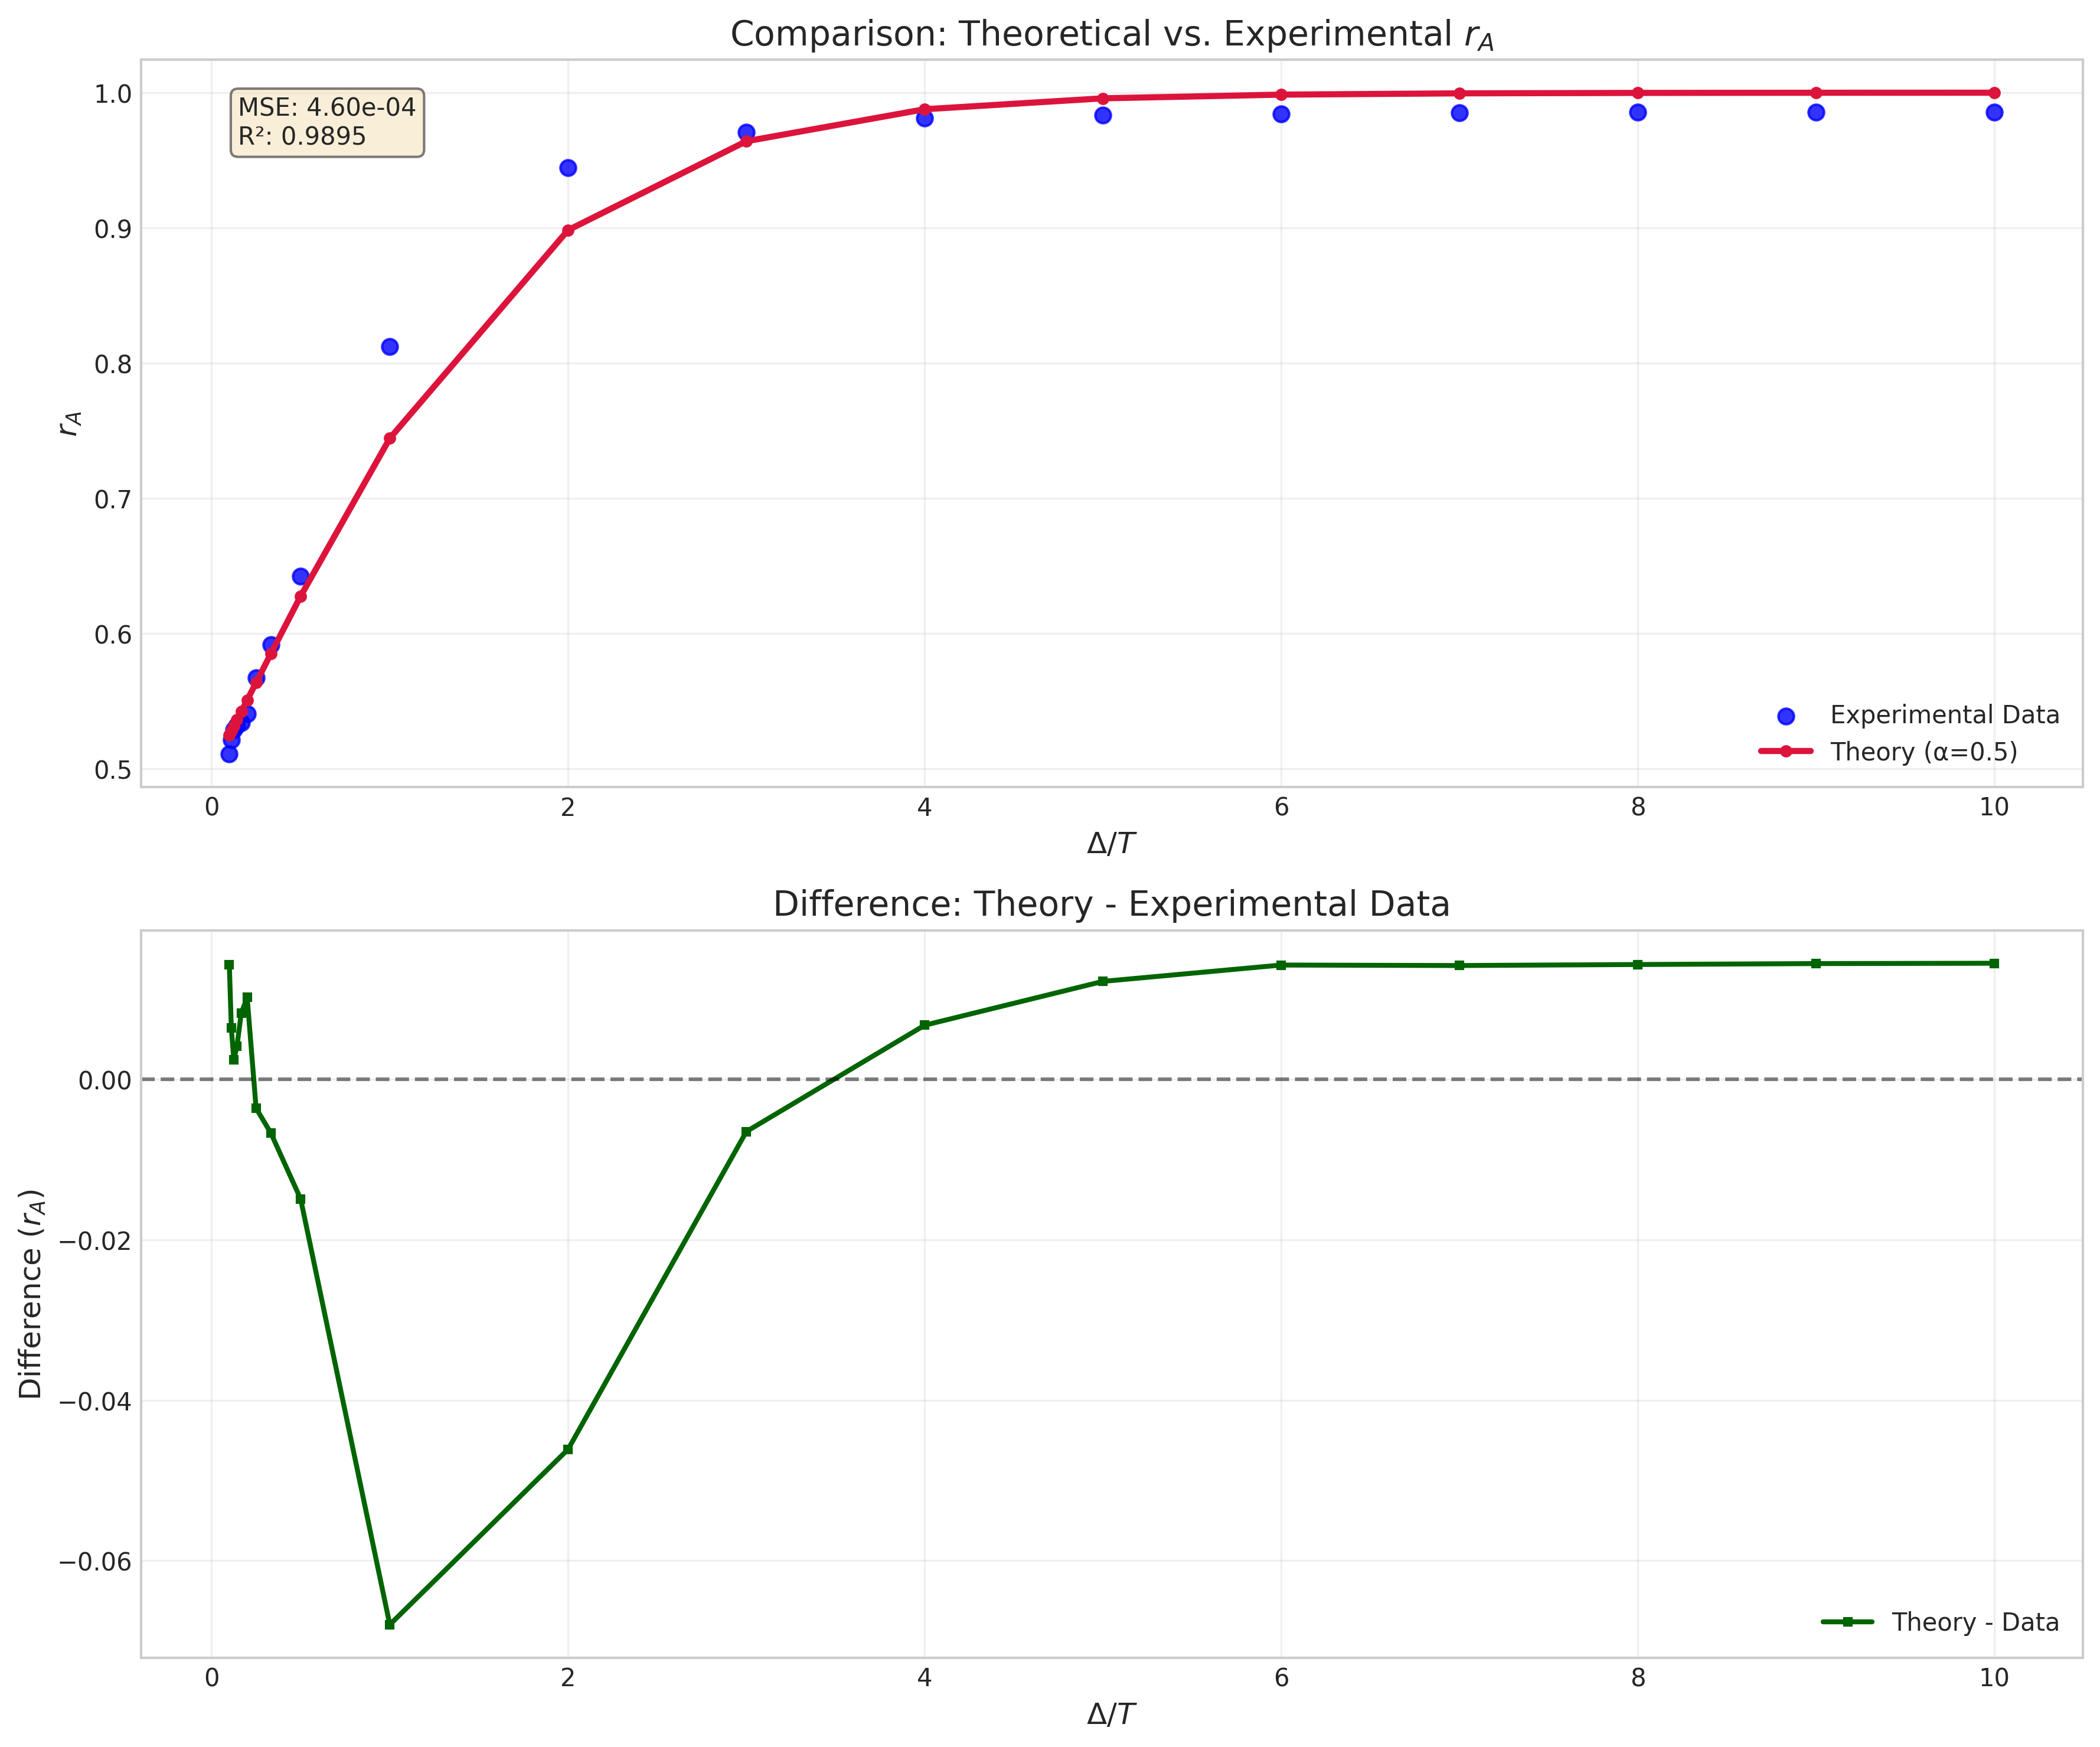 Comparison: Theoretical vs. Experimental r_A
MSE: 4.60e-04
R²: 0.9895
1.0
0.9
0.8
0.7
0.6
0.5
r_A
Experimental Data
Theory (α=0.5)
0 2 4 6 8 10
Δ/T
Difference: Theory - Experimental Data
0.00
−0.02
−0.04
−0.06
Difference (r_A)
Theory - Data
0 2 4 6 8 10
Δ/T